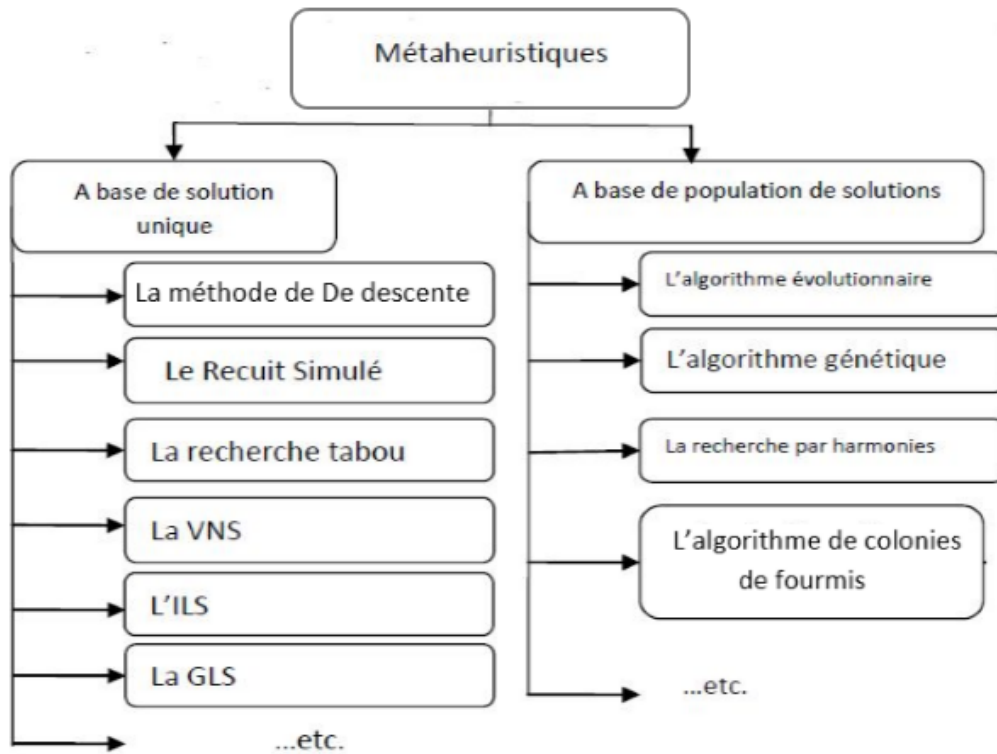 Métaheuristiques
A base de solution
unique
La méthode de De descente
Le Recuit Simulé
La recherche tabou
La VNS
L'ILS
La GLS
...etc.
A base de population de solutions
L'algorithme évolutionnaire
L'algorithme génétique
La recherche par harmonies
L'algorithme de colonies
de fourmis
...etc.